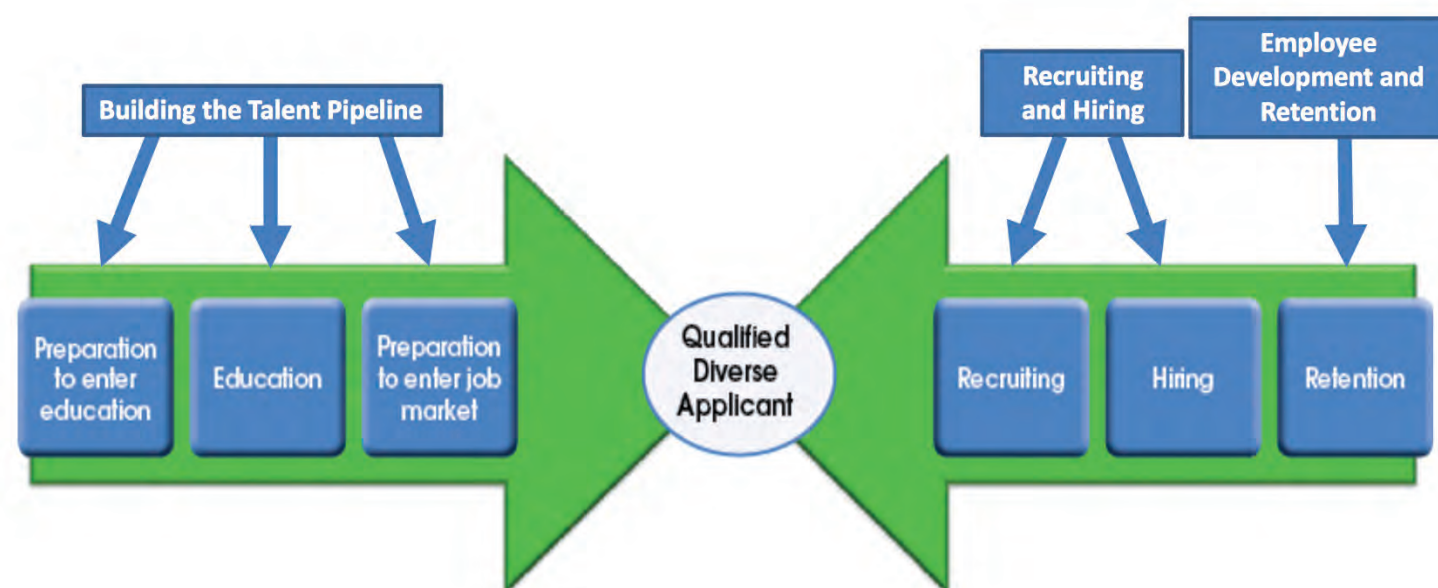 Building the Talent Pipeline
Recruiting
and Hiring
Employee
Development and
Retention
Preparation
to enter
education
Education
Preparation
to enter job
market
Qualified
Diverse
Applicant
Recruiting
Hiring
Retention